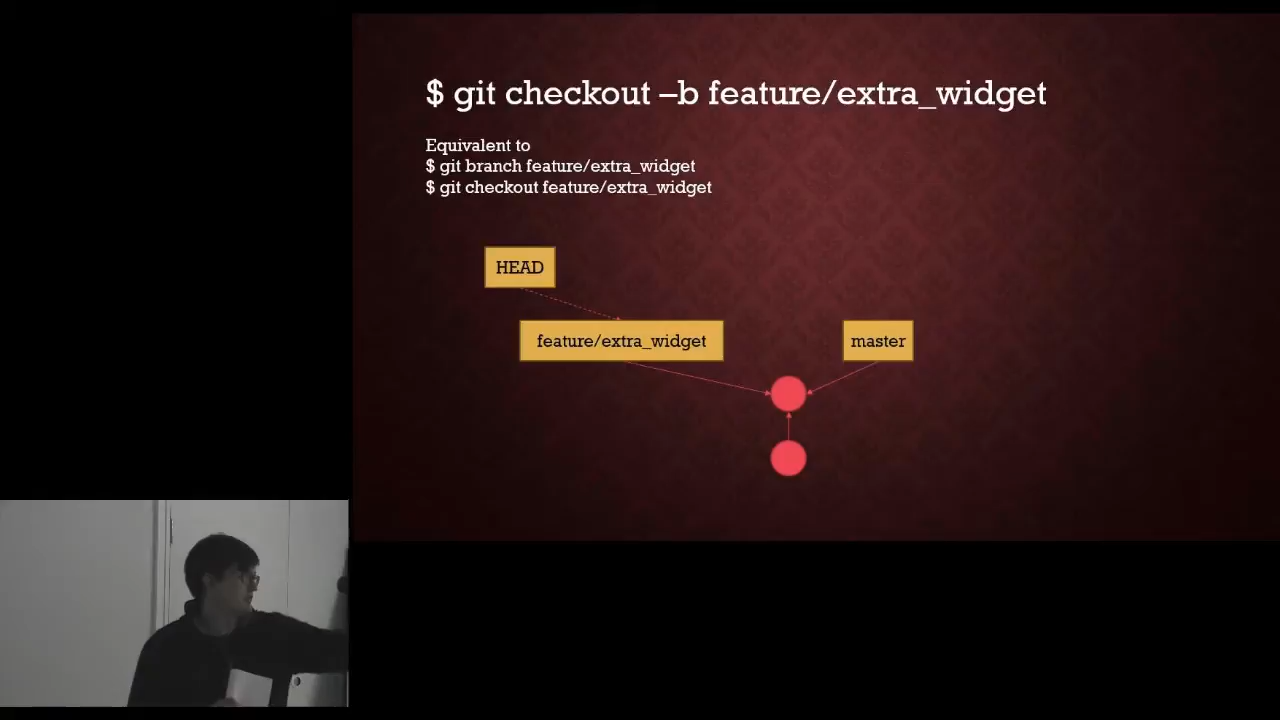 $ git checkout –b feature/extra_widget
Equivalent to
$ git branch feature/extra_widget
$ git checkout feature/extra_widget
HEAD
feature/extra_widget
master